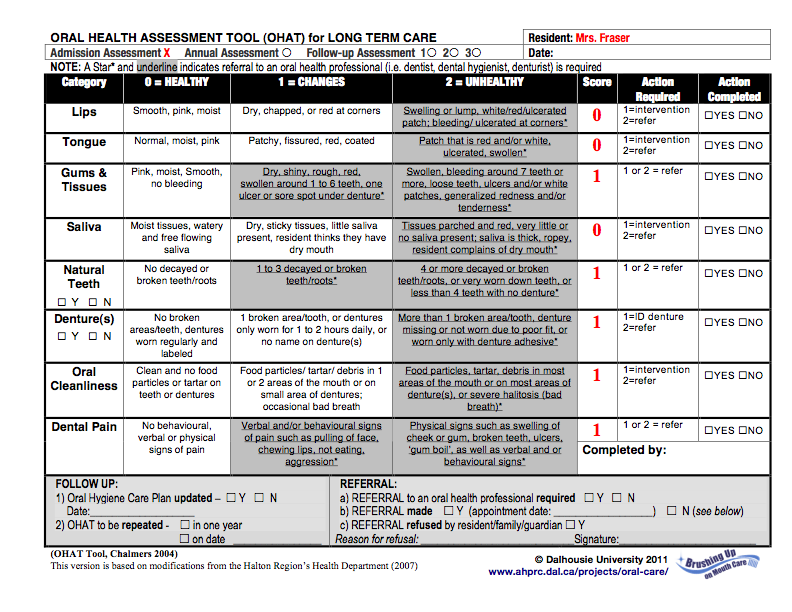 ORAL HEALTH ASSESSMENT TOOL (OHAT) for LONG TERM CARE
Resident: Mrs. Fraser
Admission Assessment X Annual Assessment ○ Follow-up Assessment 1○ 2○ 3○
Date:
NOTE: A Star* and underline indicates referral to an oral health professional (i.e. dentist, dental hygienist, denturist) is required
Category
0 = HEALTHY
1 = CHANGES
2 = UNHEALTHY
Score
Action
Required
Action
Completed
Lips
Smooth, pink, moist
Dry, chapped, or red at corners
Swelling or lump, white/red/ulcerated
patch; bleeding/ ulcerated at corners*
0
1=intervention
2=refer
☐YES ☐NO
Tongue
Normal, moist, pink
Patchy, fissured, red, coated
Patch that is red and/or white,
ulcerated, swollen*
0
1=intervention
2=refer
☐YES ☐NO
Gums &
Tissues
Pink, moist, Smooth,
no bleeding
Dry, shiny, rough, red,
swollen around 1 to 6 teeth, one
ulcer or sore spot under denture*
Swollen, bleeding around 7 teeth or
more, loose teeth, ulcers and/or white
patches, generalized redness and/or
tenderness*
1
1 or 2 = refer
☐YES ☐NO
Saliva
Moist tissues, watery
and free flowing
saliva
Dry, sticky tissues, little saliva
present, resident thinks they have
dry mouth
Tissues parched and red, very little or
no saliva present; saliva is thick, ropey,
resident complains of dry mouth*
0
1=intervention
2=refer
☐YES ☐NO
Natural
Teeth
☐ Y ☐ N
No decayed or
broken teeth/roots
1 to 3 decayed or broken
teeth/roots*
4 or more decayed or broken
teeth/roots, or very worn down teeth, or
less than 4 teeth with no denture*
1
1 or 2 = refer
☐YES ☐NO
Denture(s)
☐ Y ☐ N
No broken
areas/teeth, dentures
worn regularly and
labeled
1 broken area/tooth, or dentures
only worn for 1 to 2 hours daily, or
no name on denture(s)
More than 1 broken area/tooth, denture
missing or not worn due to poor fit, or
worn only with denture adhesive*
1
1=ID denture
2=refer
☐YES ☐NO
Oral
Cleanliness
Clean and no food
particles or tartar on
teeth or dentures
Food particles/ tartar/ debris in 1
or 2 areas of the mouth or on
small area of dentures;
occasional bad breath
Food particles, tartar, debris in most
areas of the mouth or on most areas of
denture(s), or severe halitosis (bad
breath)*
1
1=intervention
2=refer
☐YES ☐NO
Dental Pain
No behavioural,
verbal or physical
signs of pain
Verbal and/or behavioural signs
of pain such as pulling of face,
chewing lips, not eating,
aggression*
Physical signs such as swelling of
cheek or gum, broken teeth, ulcers,
'gum boil', as well as verbal and or
behavioural signs*
1
1 or 2 = refer
☐YES ☐NO
Completed by:
FOLLOW UP:
1) Oral Hygiene Care Plan updated – ☐ Y ☐ N
Date:____________________
2) OHAT to be repeated - ☐ in one year
☐ on date ________________
REFERRAL:
a) REFERRAL to an oral health professional required ☐ Y ☐ N
b) REFERRAL made ☐ Y (appointment date: ____________________) ☐ N (see below)
c) REFERRAL refused by resident/family/guardian ☐ Y
Reason for refusal: ______________________________ Signature:______________________
(OHAT Tool, Chalmers 2004)
This version is based on modifications from the Halton Region's Health Department (2007)
© Dalhousie University 2011
www.ahprc.dal.ca/projects/oral-care/
Brushing Up
on Mouth Care